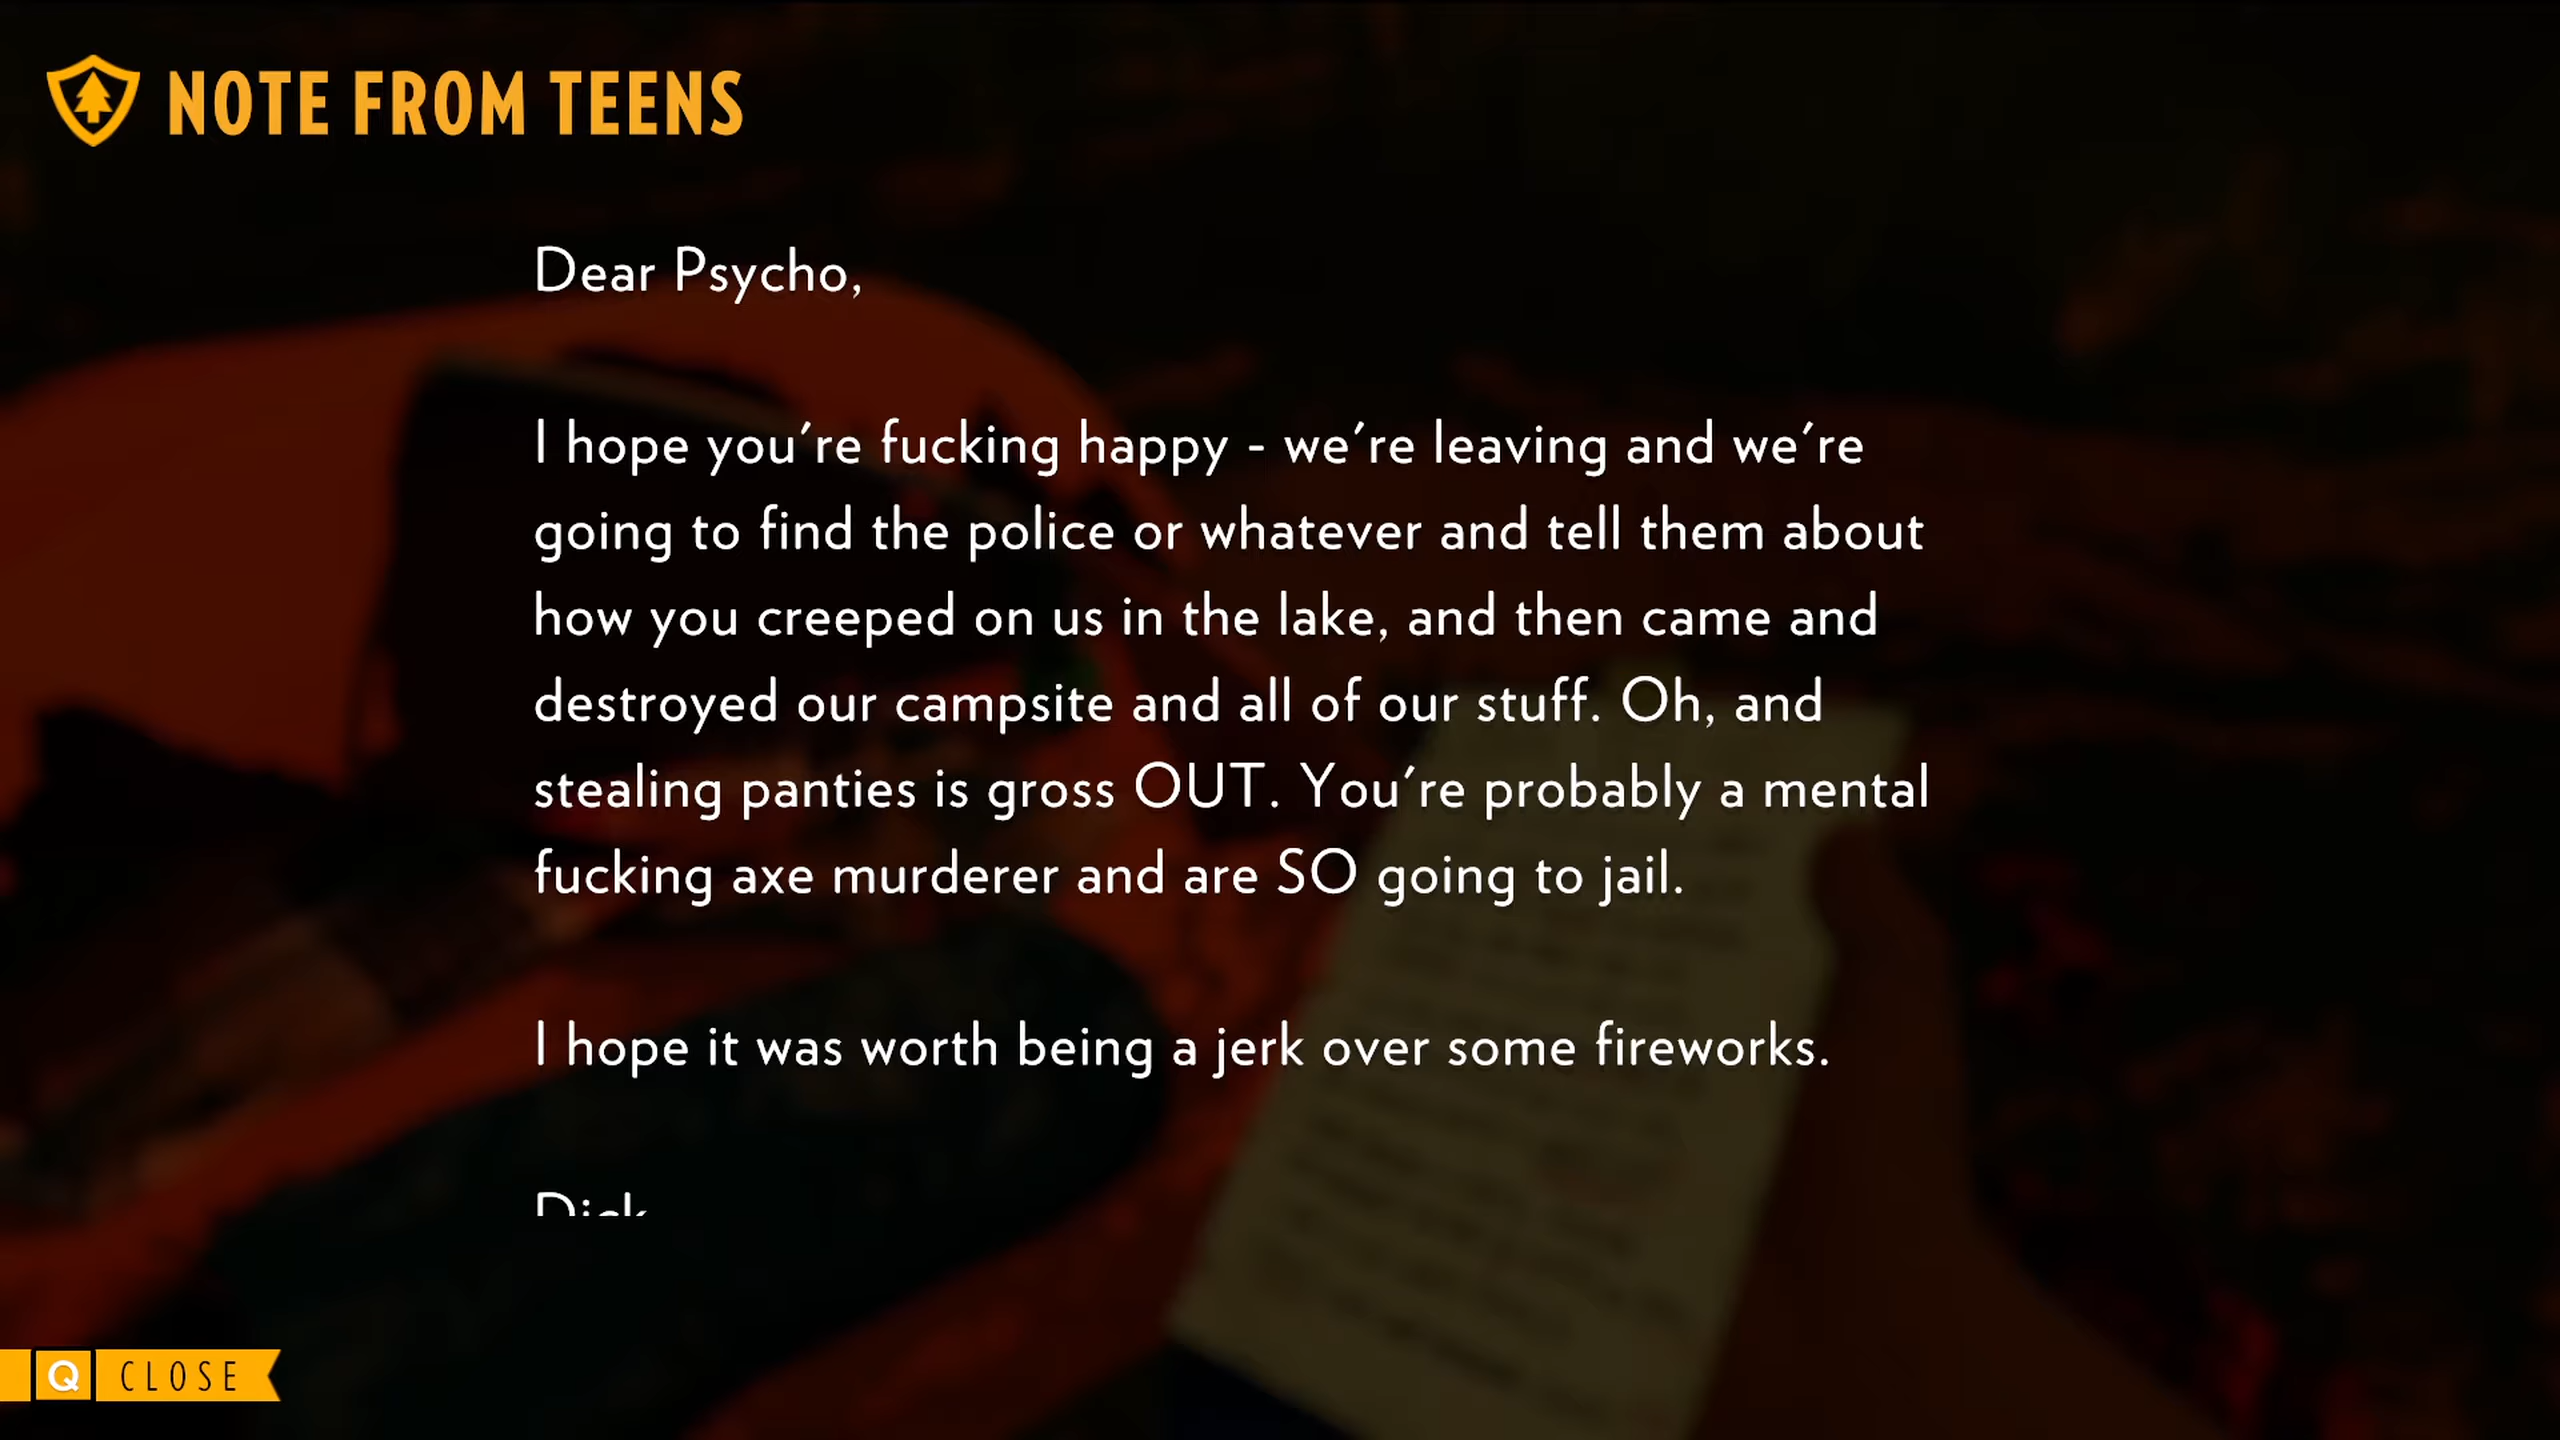 NOTE FROM TEENS
Dear Psycho,
I hope you're fucking happy - we're leaving and we're
going to find the police or whatever and tell them about
how you creeped on us in the lake, and then came and
destroyed our campsite and all of our stuff. Oh, and
stealing panties is gross OUT. You're probably a mental
fucking axe murderer and are SO going to jail.
I hope it was worth being a jerk over some fireworks.
Dick
Q CLOSE